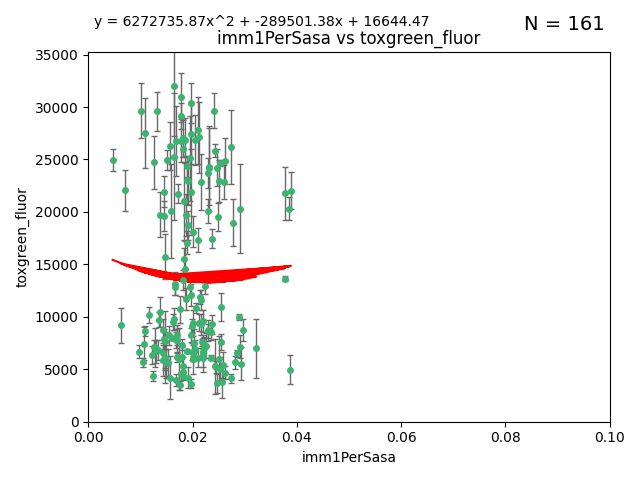 y = 6272735.87x^2 + -289501.38x + 16644.47
N = 161
imm1PerSasa vs toxgreen_fluor
35000
30000
25000
20000
15000
10000
5000
0
toxgreen_fluor
0.00 0.02 0.04 0.06 0.08 0.10
imm1PerSasa